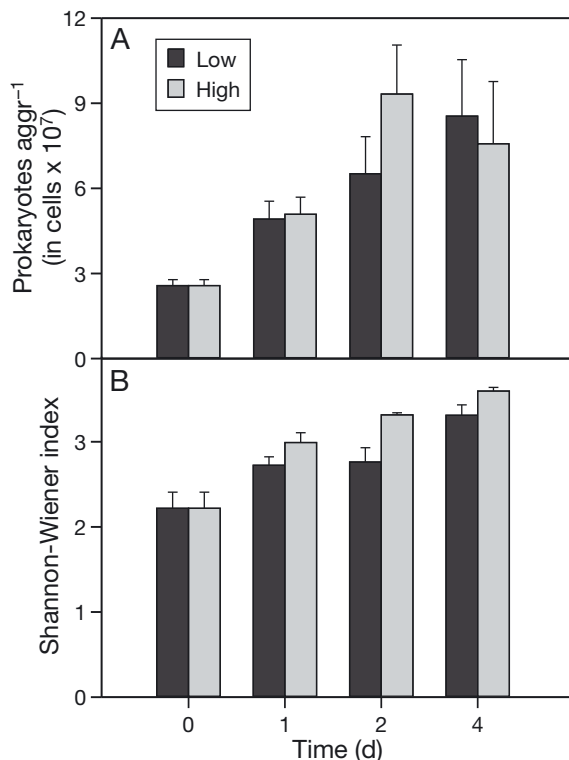 A
Low
High
12
9
6
3
0
Prokaryotes aggr⁻¹
(in cells x 10⁷)
B
3
2
1
0
Shannon-Wiener index
0 1 2 4
Time (d)